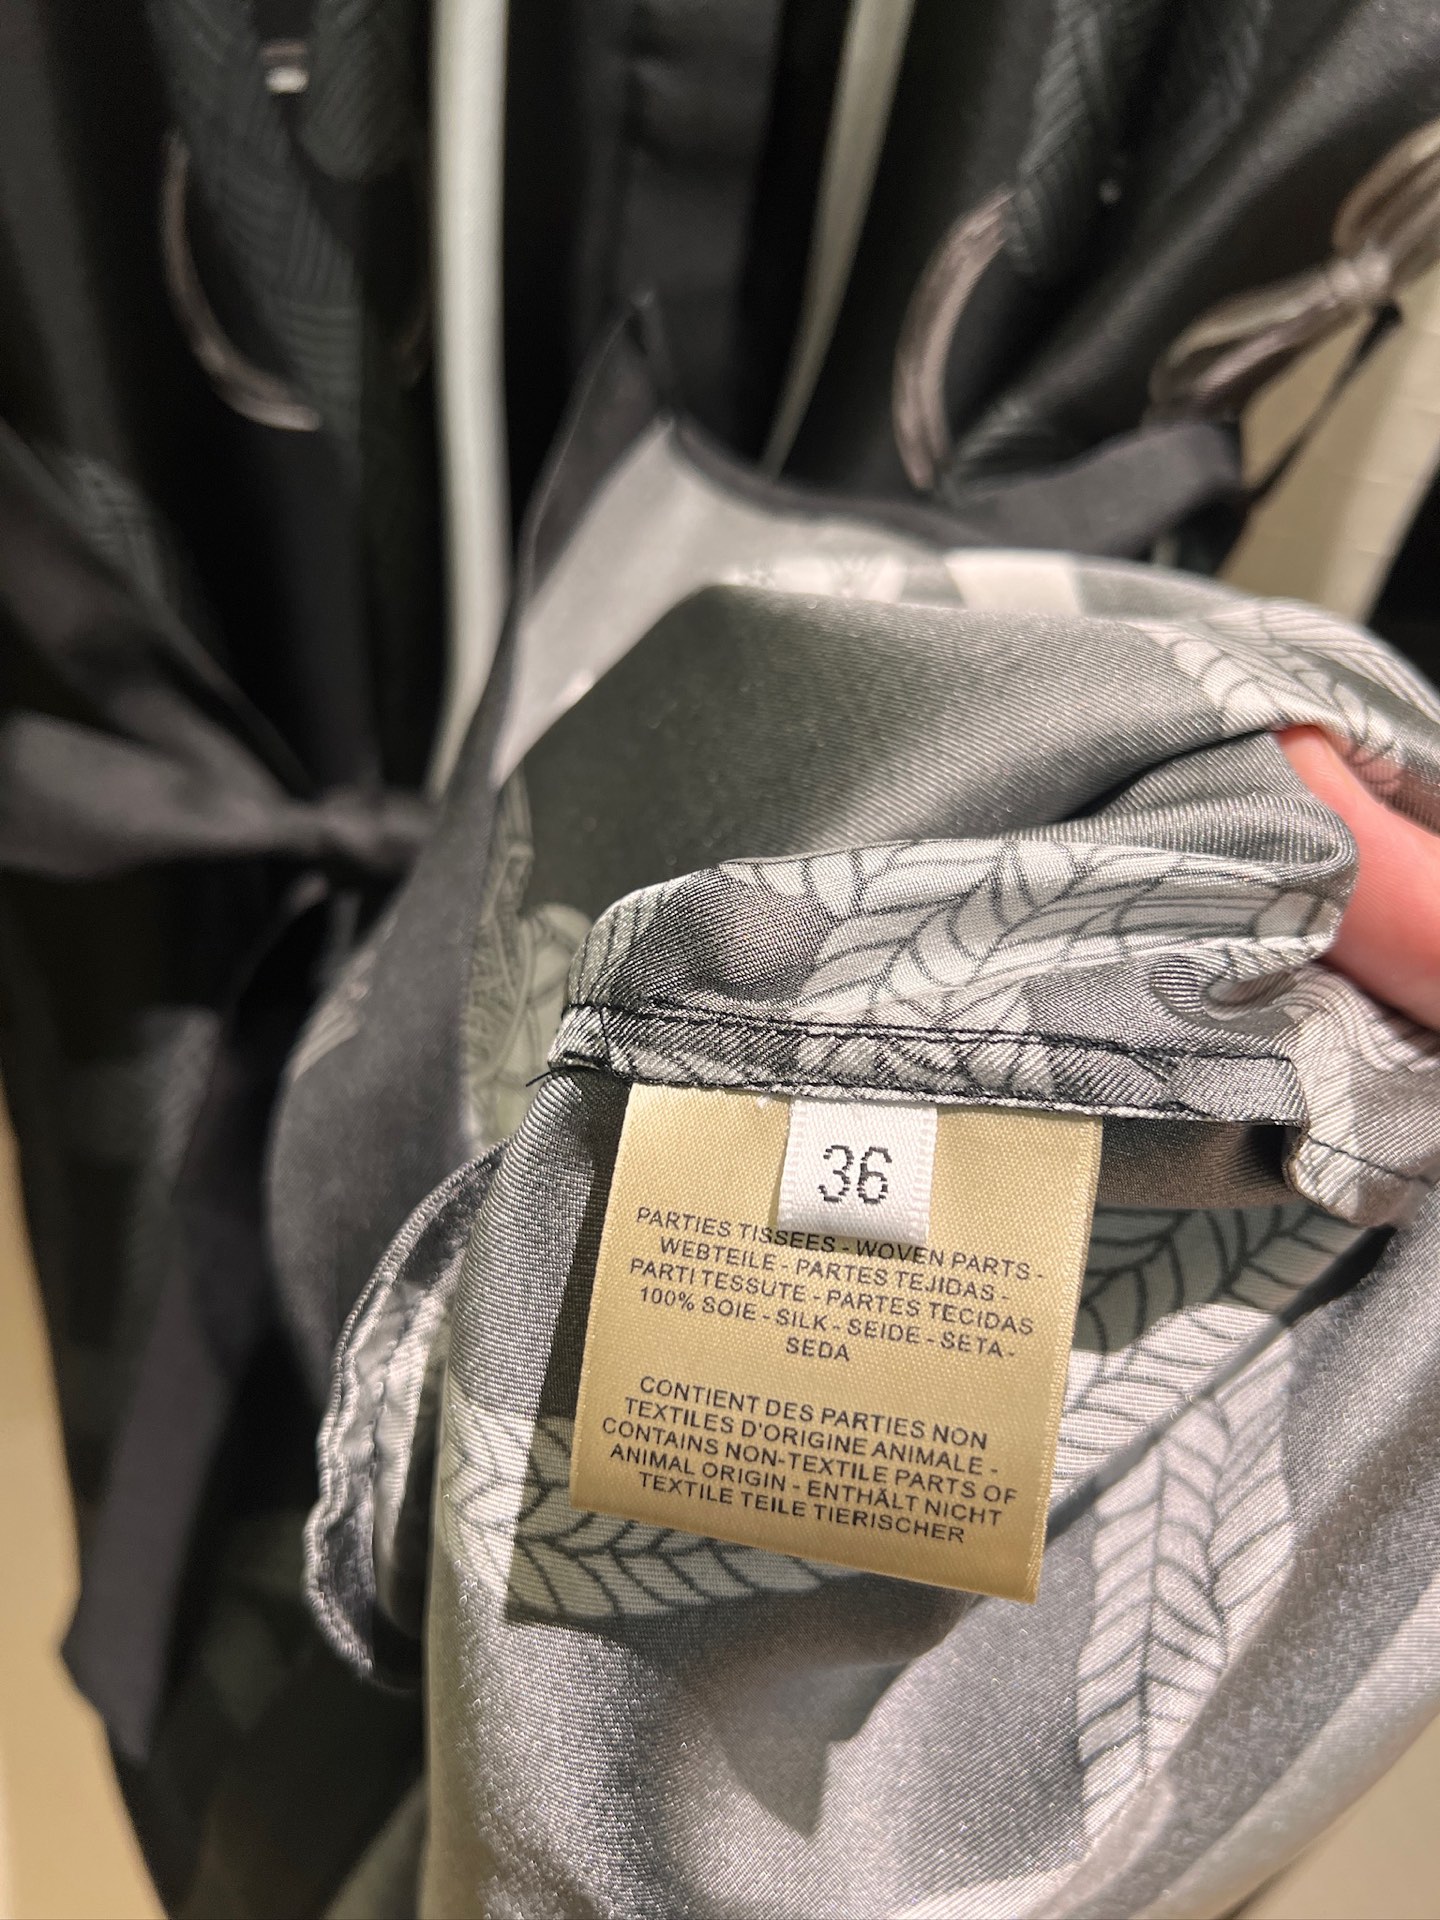 36
PARTIES TISSEES - WOVEN PARTS -
WEBTEILE - PARTES TEJIDAS -
PARTI TESSUTE - PARTES TECIDAS
100% SOIE - SILK - SEIDE - SETA -
SEDA
CONTIENT DES PARTIES NON
TEXTILES D'ORIGINE ANIMALE -
CONTAINS NON-TEXTILE PARTS OF
ANIMAL ORIGIN - ENTHÄLT NICHT
TEXTILE TEILE TIERISCHER